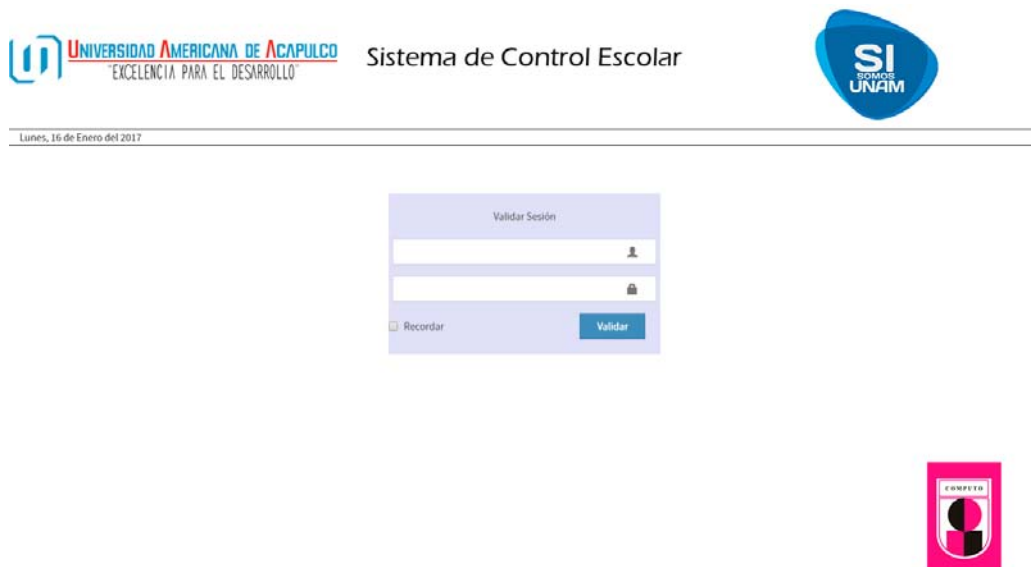 UNIVERSIDAD AMERICANA DE ACAPULCO
"EXCELENCIA PARA EL DESARROLLO"
Sistema de Control Escolar
SI
SOMOS
UNAM
Lunes, 16 de Enero del 2017
Validar Sesión
Recordar
Validar
COMPUTO